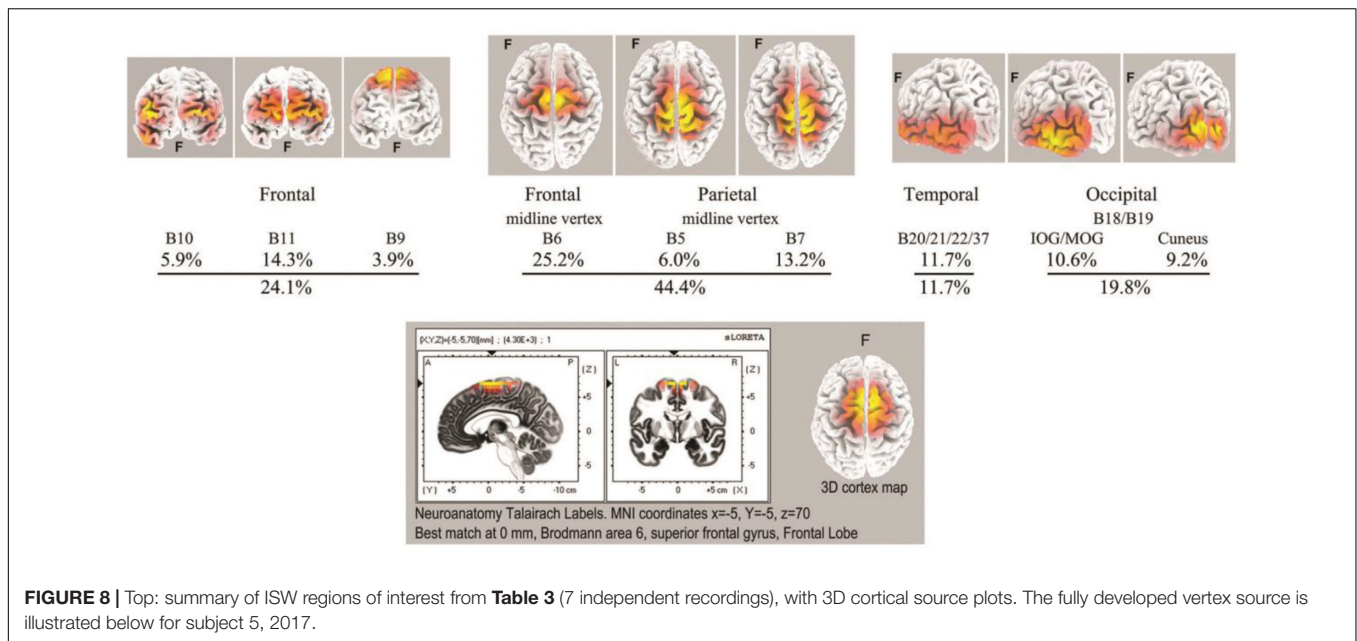 F F F
F F F
F F F
Frontal
B10 B11 B9
5.9% 14.3% 3.9%
24.1%
Frontal Parietal
midline vertex midline vertex
B6 B5 B7
25.2% 6.0% 13.2%
44.4%
Temporal Occipital
B18/B19
B20/21/22/37 IOG/MOG Cuneus
11.7% 10.6% 9.2%
11.7% 19.8%
(X,Y,Z)=(-5,-5,70)[mm] ; (4.30E+3) ; 1 sLORETA
A P (Z)
+5
0
-5
(Y) +5 0 -5 -10 cm
L R (Z)
+5
0
-5
-5 0 +5 cm (X)
F
3D cortex map
Neuroanatomy Talairach Labels. MNI coordinates x=-5, Y=-5, z=70
Best match at 0 mm, Brodmann area 6, superior frontal gyrus, Frontal Lobe
FIGURE 8 | Top: summary of ISW regions of interest from Table 3 (7 independent recordings), with 3D cortical source plots. The fully developed vertex source is
illustrated below for subject 5, 2017.